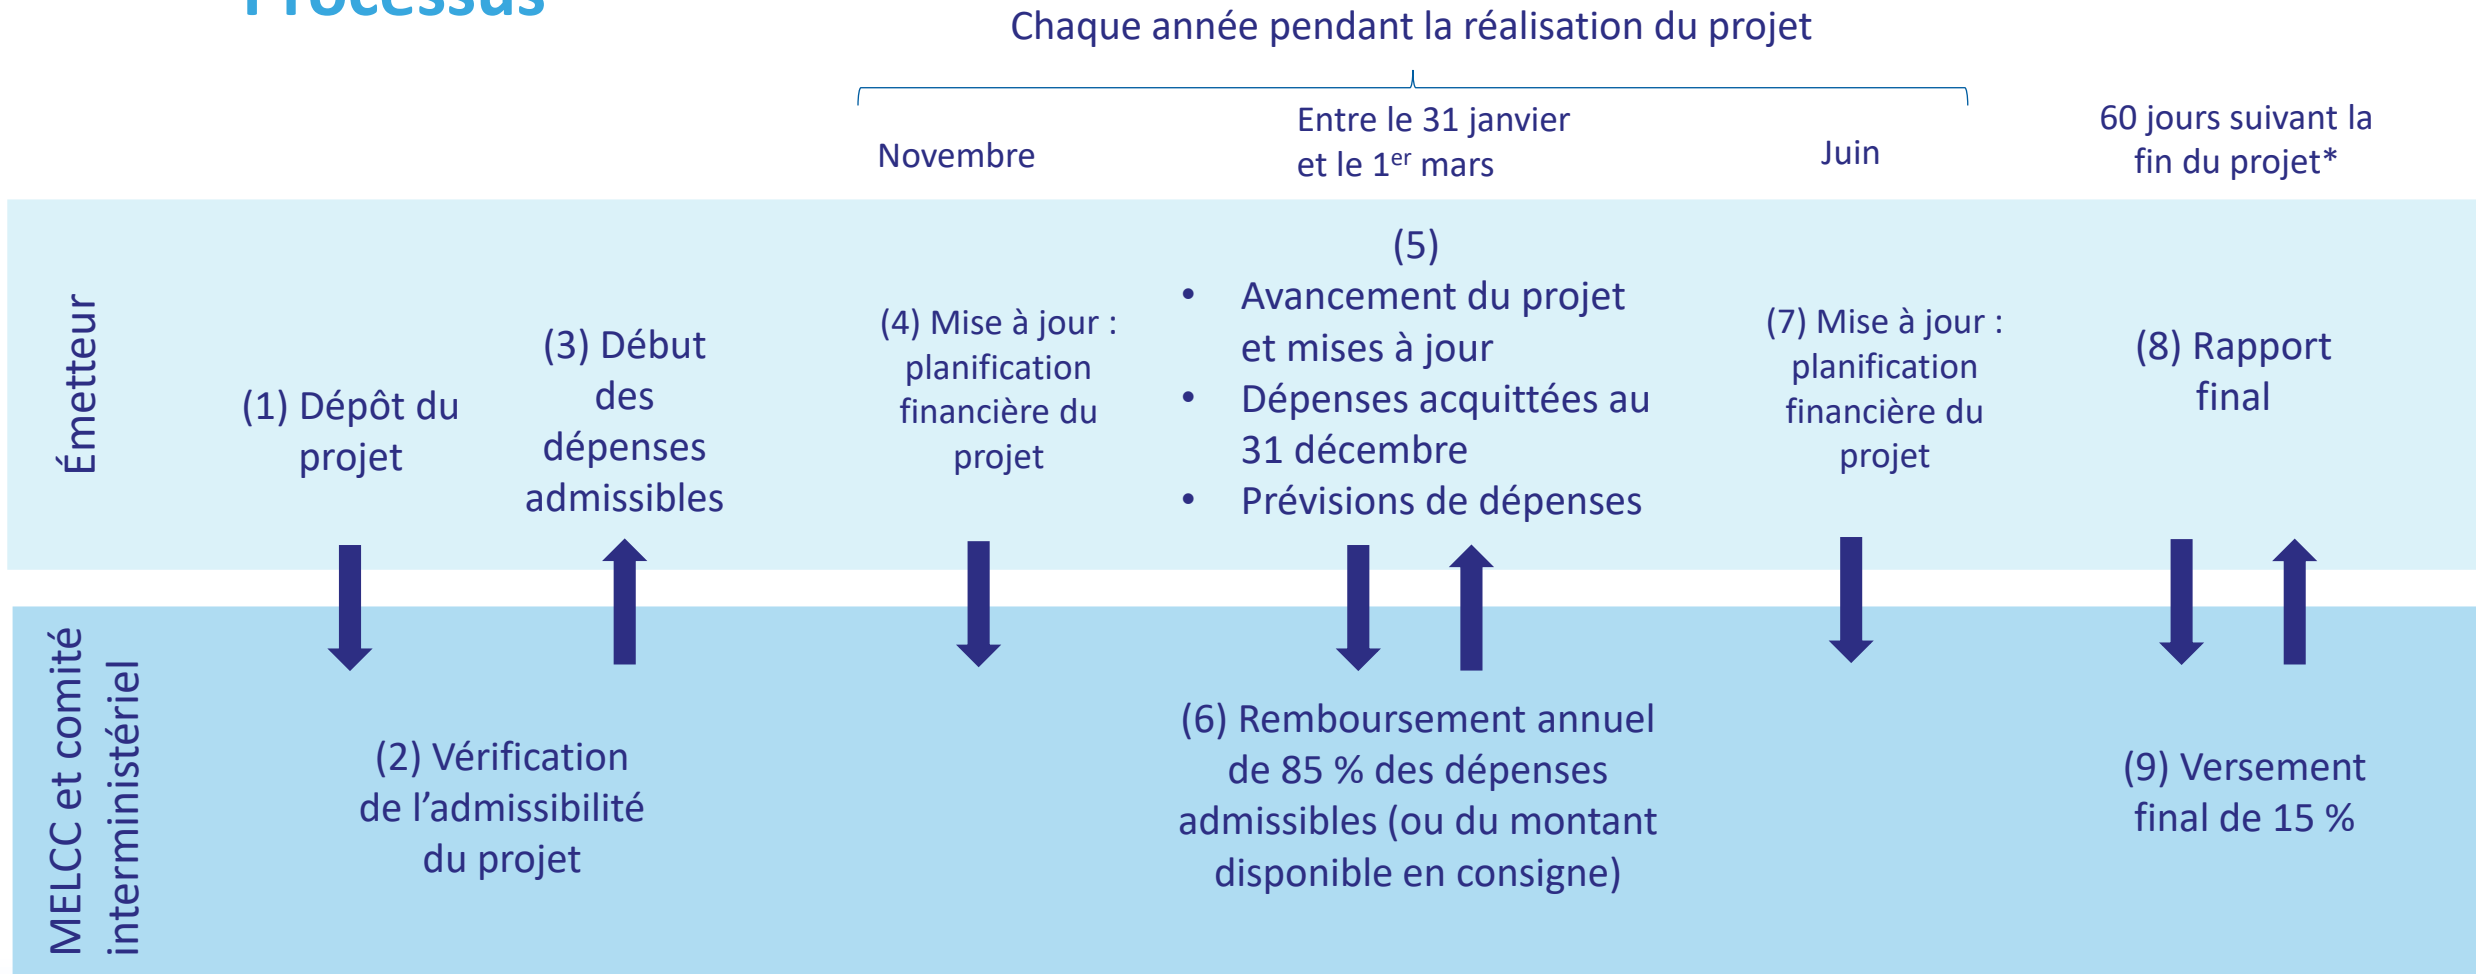 Processus
Chaque année pendant la réalisation du projet
Novembre
Entre le 31 janvier
et le 1er mars
Juin
60 jours suivant la
fin du projet*
Émetteur
(1) Dépôt du
projet
(3) Début
des
dépenses
admissibles
(4) Mise à jour :
planification
financière du
projet
(5)
• Avancement du projet
et mises à jour
• Dépenses acquittées au
31 décembre
• Prévisions de dépenses
(7) Mise à jour :
planification
financière du
projet
(8) Rapport
final
MELCC et comité
interministériel
(2) Vérification
de l’admissibilité
du projet
(6) Remboursement annuel
de 85 % des dépenses
admissibles (ou du montant
disponible en consigne)
(9) Versement
final de 15 %